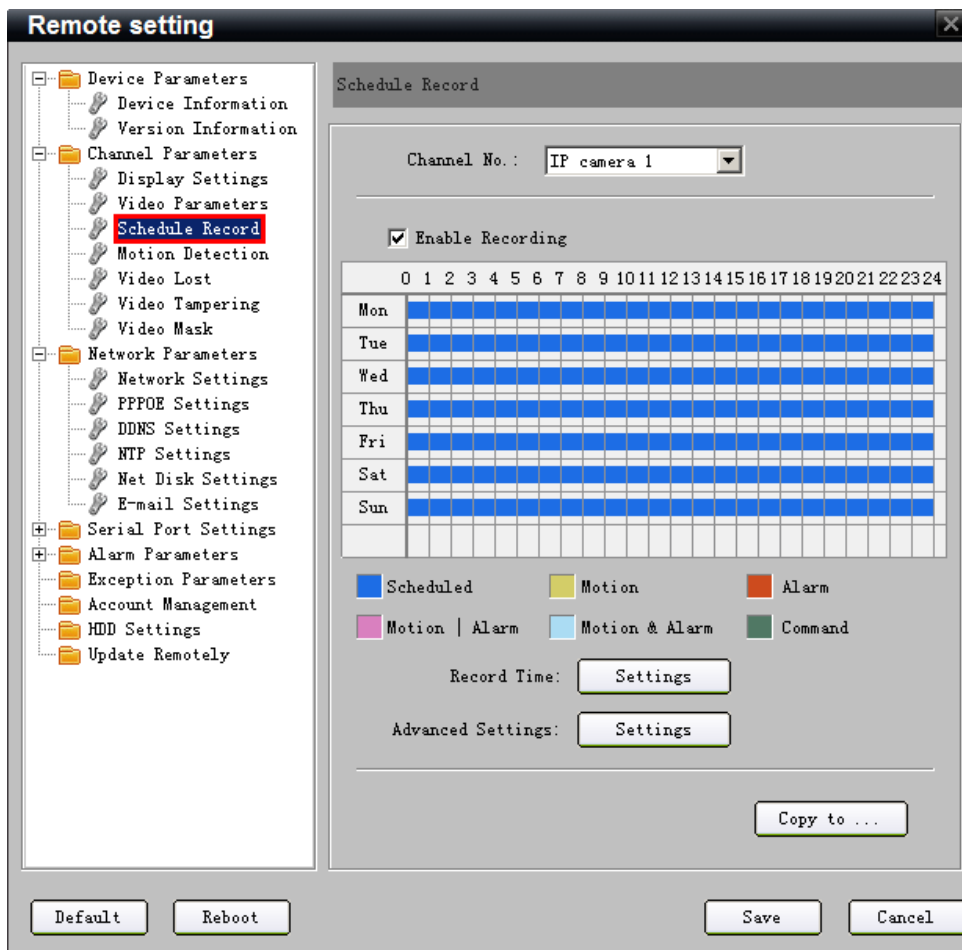 Remote setting
Device Parameters
Device Information
Version Information
Channel Parameters
Display Settings
Video Parameters
Schedule Record
Motion Detection
Video Lost
Video Tampering
Video Mask
Network Parameters
Network Settings
PPPOE Settings
DDNS Settings
NTP Settings
Net Disk Settings
E-mail Settings
Serial Port Settings
Alarm Parameters
Exception Parameters
Account Management
HDD Settings
Update Remotely
Schedule Record
Channel No.: IP camera 1
Enable Recording
0 1 2 3 4 5 6 7 8 9 10 11 12 13 14 15 16 17 18 19 20 21 22 23 24
Mon
Tue
Wed
Thu
Fri
Sat
Sun
Scheduled Motion Alarm
Motion | Alarm Motion & Alarm Command
Record Time: Settings
Advanced Settings: Settings
Copy to ...
Default Reboot Save Cancel